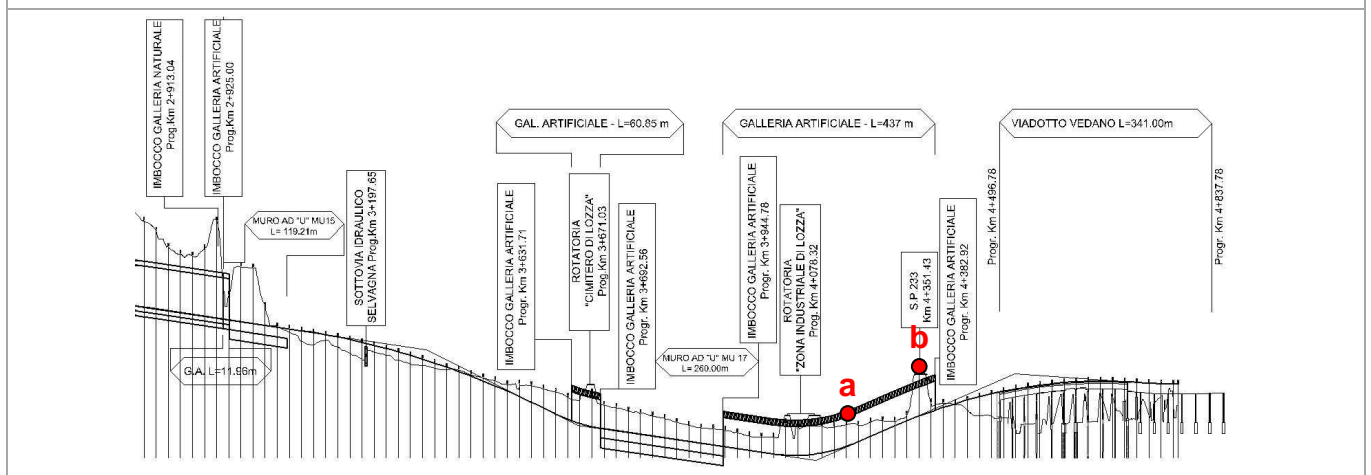 IMBOCCO GALLERIA NATURALE
Prog.Km 2+913.04
IMBOCCO GALLERIA ARTIFICIALE
Prog.Km 2+925.00
MURO AD "U" MU15
L= 119.21m
G.A. L=11.96m
SOTTOVIA IDRAULICO
SELVAGNA Prog.Km 3+197.65
GAL. ARTIFICIALE - L=60.85 m
IMBOCCO GALLERIA ARTIFICIALE
Progr. Km 3+631.71
ROTATORIA
"CIMITERO DI LOZZA"
Prog.Km 3+671.03
IMBOCCO GALLERIA ARTIFICIALE
Progr. Km 3+692.56
MURO AD "U" MU 17
L= 260.00m
GALLERIA ARTIFICIALE - L=437 m
IMBOCCO GALLERIA ARTIFICIALE
Progr. Km 3+944.78
ROTATORIA
"ZONA INDUSTRIALE DI LOZZA"
Prog. Km 4+078.32
a
S.P.233
Km 4+351.43
b
IMBOCCO GALLERIA ARTIFICIALE
Progr. Km 4+382.92
VIADOTTO VEDANO L=341.00m
Progr. Km 4+496.78
Progr. Km 4+837.78